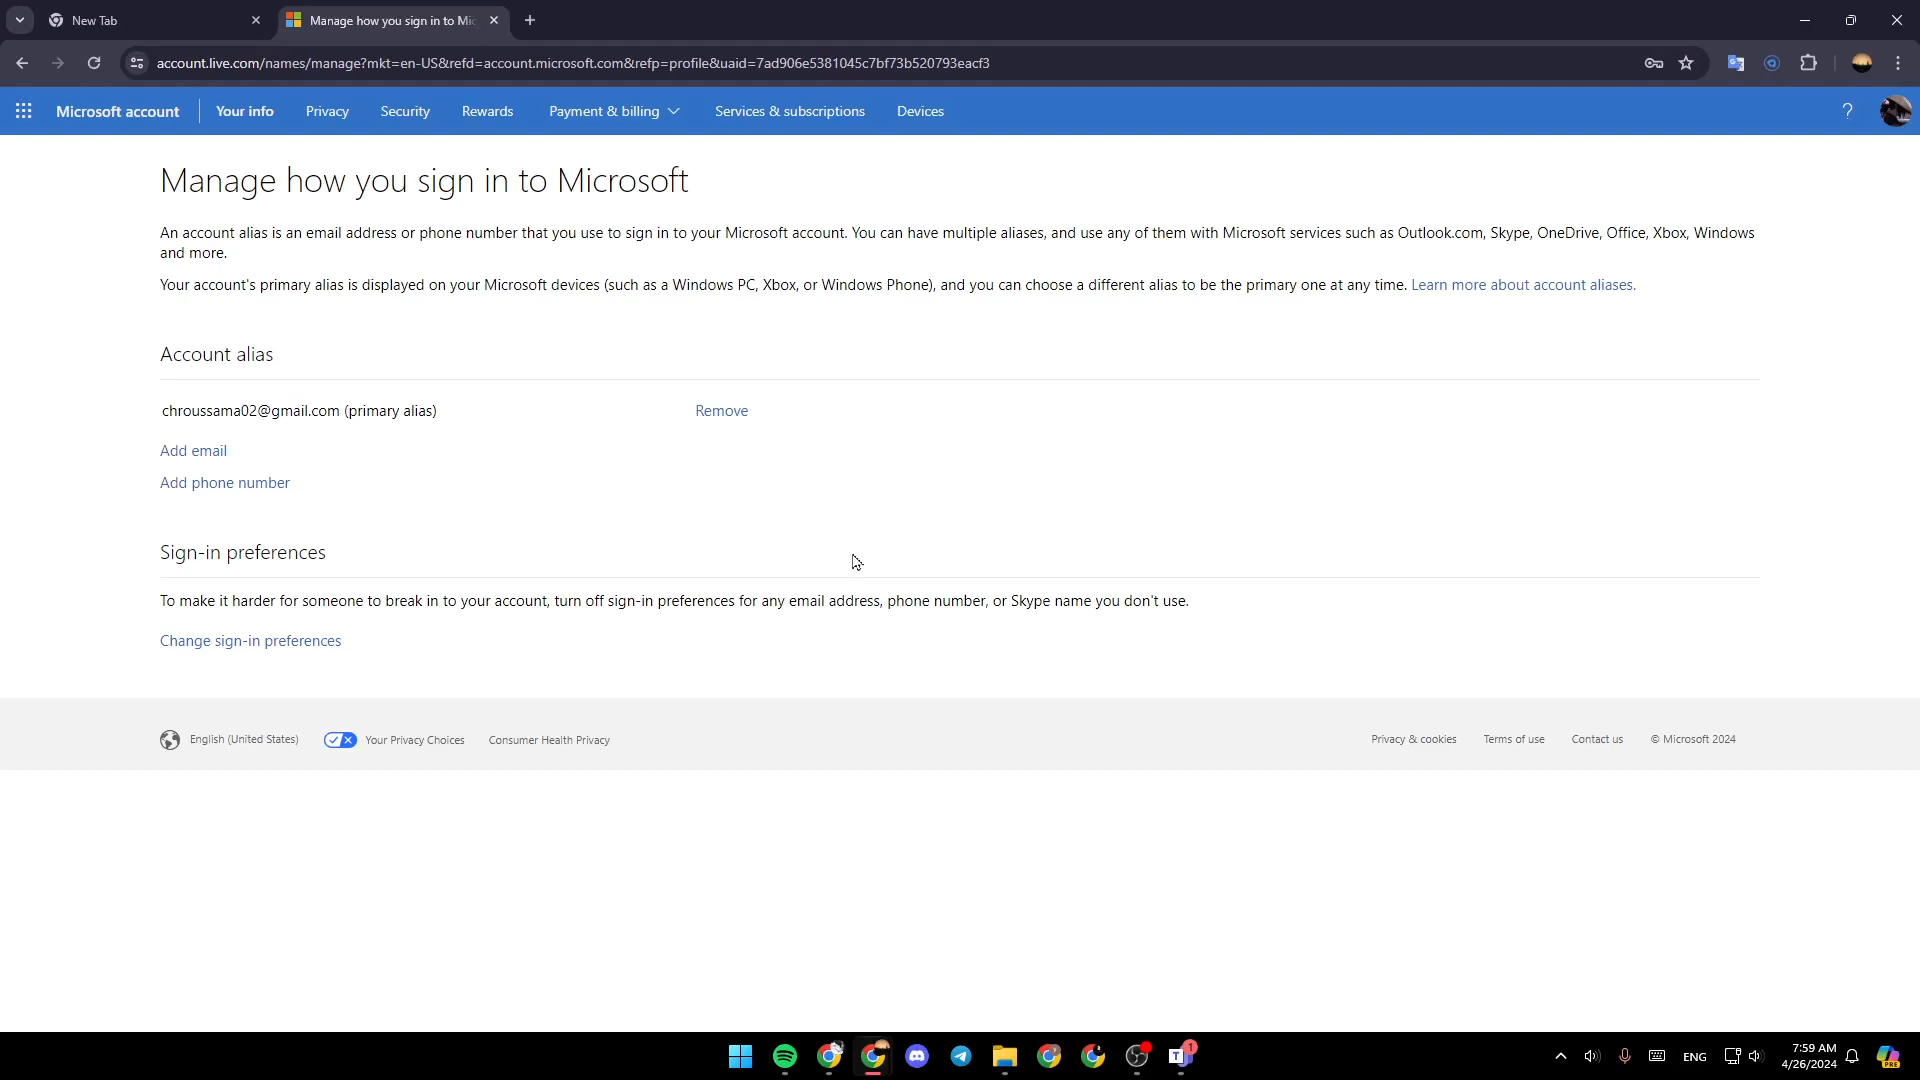 New Tab
Manage how you sign in to Mic
account.live.com/names/manage?mkt=en-US&refd=account.microsoft.com&refp=profile&uaid=7ad906e5381045c7bf73b520793eacf3
Microsoft account
Your info
Privacy
Security
Rewards
Payment & billing
Services & subscriptions
Devices
?
Manage how you sign in to Microsoft
An account alias is an email address or phone number that you use to sign in to your Microsoft account. You can have multiple aliases, and use any of them with Microsoft services such as Outlook.com, Skype, OneDrive, Office, Xbox, Windows
and more.
Your account's primary alias is displayed on your Microsoft devices (such as a Windows PC, Xbox, or Windows Phone), and you can choose a different alias to be the primary one at any time. Learn more about account aliases.
Account alias
chroussama02@gmail.com (primary alias)
Remove
Add email
Add phone number
Sign-in preferences
To make it harder for someone to break in to your account, turn off sign-in preferences for any email address, phone number, or Skype name you don't use.
Change sign-in preferences
English (United States)
Your Privacy Choices
Consumer Health Privacy
Privacy & cookies
Terms of use
Contact us
© Microsoft 2024
1
ENG
7:59 AM
4/26/2024
PRE